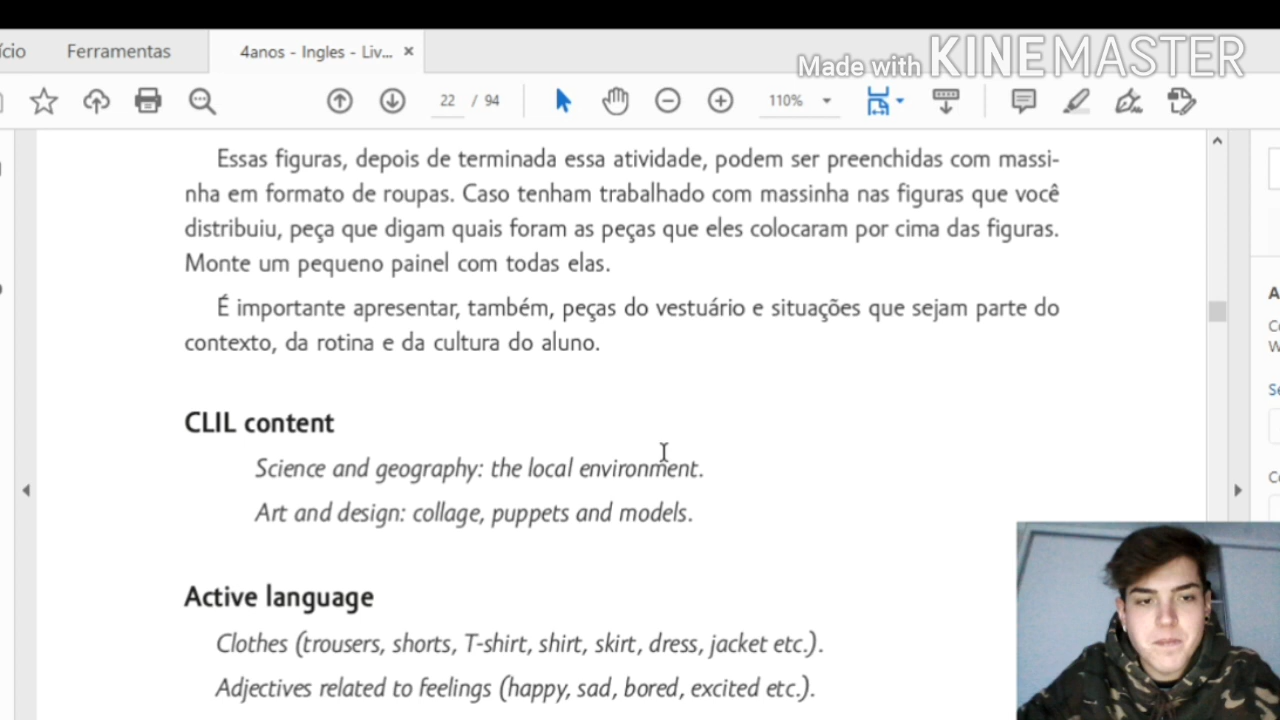 ício Ferramentas 4anos - Ingles - Liv... ×
Made with KINEMASTER
22 / 94 110%
Essas figuras, depois de terminada essa atividade, podem ser preenchidas com massi-
nha em formato de roupas. Caso tenham trabalhado com massinha nas figuras que você
distribuiu, peça que digam quais foram as peças que eles colocaram por cima das figuras.
Monte um pequeno painel com todas elas.
É importante apresentar, também, peças do vestuário e situações que sejam parte do
contexto, da rotina e da cultura do aluno.
CLIL content
Science and geography: the local environment.
Art and design: collage, puppets and models.
Active language
Clothes (trousers, shorts, T-shirt, shirt, skirt, dress, jacket etc.).
Adjectives related to feelings (happy, sad, bored, excited etc.).